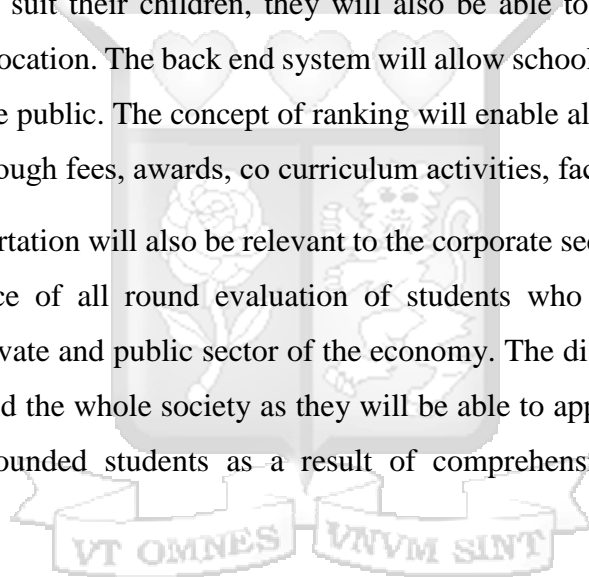 suit their children, they will also be able to
ocation. The back end system will allow school
e public. The concept of ranking will enable al
ough fees, awards, co curriculum activities, fac
rtation will also be relevant to the corporate sec
ce of all round evaluation of students who
vate and public sector of the economy. The di
d the whole society as they will be able to app
ounded students as a result of comprehensi
VT OMNES VNVM SINT